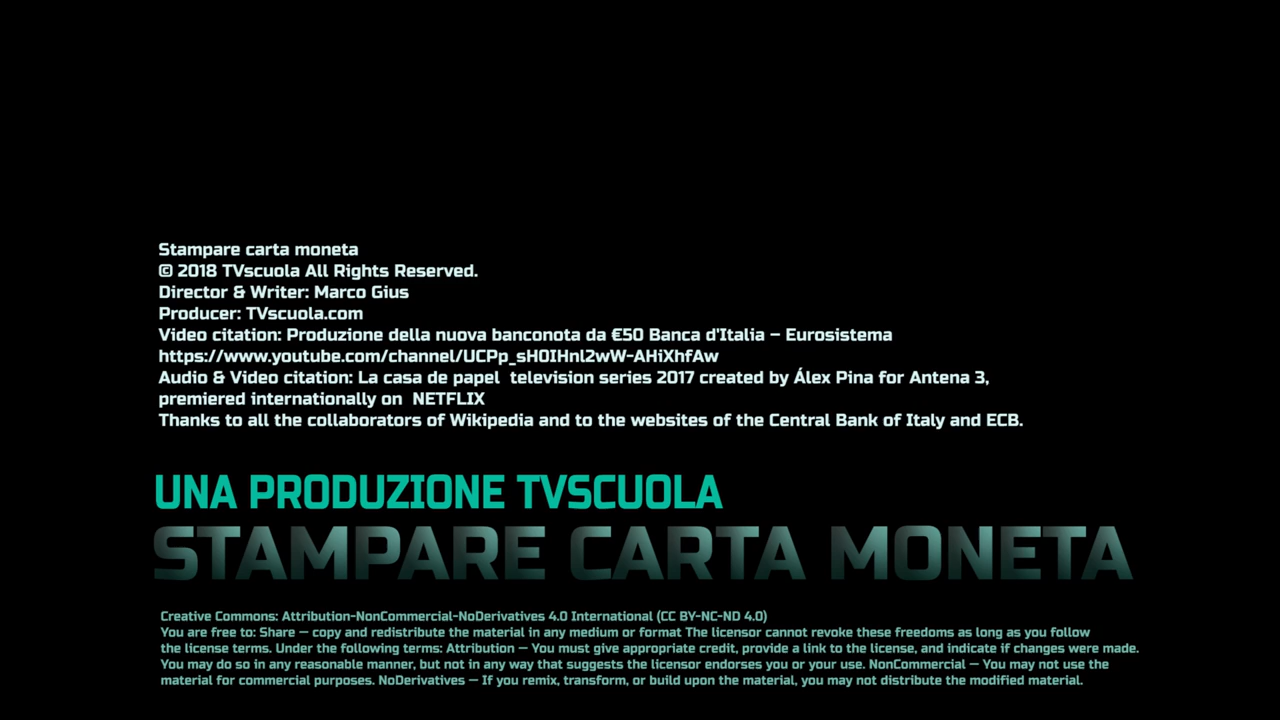 Stampare carta moneta
© 2018 TVscuola All Rights Reserved.
Director & Writer: Marco Gius
Producer: TVscuola.com
Video citation: Produzione della nuova banconota da €50 Banca d'Italia – Eurosistema
https://www.youtube.com/channel/UCPp_sH0IHnl2wW-AHiXhfAw
Audio & Video citation: La casa de papel  television series 2017 created by Álex Pina for Antena 3,
premiered internationally on  NETFLIX
Thanks to all the collaborators of Wikipedia and to the websites of the Central Bank of Italy and ECB.
UNA PRODUZIONE TVSCUOLA
STAMPARE CARTA MONETA
Creative Commons: Attribution-NonCommercial-NoDerivatives 4.0 International (CC BY-NC-ND 4.0)
You are free to: Share — copy and redistribute the material in any medium or format The licensor cannot revoke these freedoms as long as you follow
the license terms. Under the following terms: Attribution — You must give appropriate credit, provide a link to the license, and indicate if changes were made.
You may do so in any reasonable manner, but not in any way that suggests the licensor endorses you or your use. NonCommercial — You may not use the
material for commercial purposes. NoDerivatives — If you remix, transform, or build upon the material, you may not distribute the modified material.